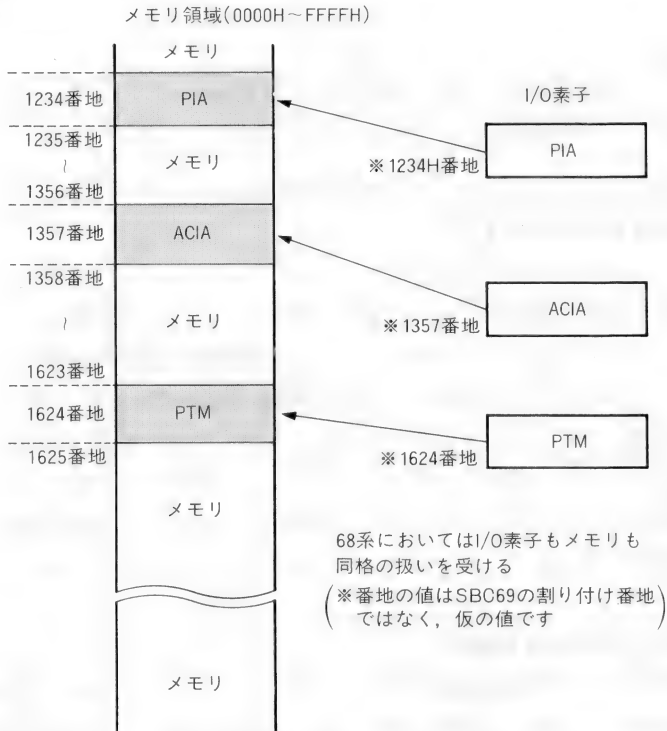 メモリ領域(0000H～FFFFH)
メモリ
1234番地
PIA
I/O素子
PIA
※1234H番地
1235番地
～
1356番地
メモリ
1357番地
ACIA
ACIA
※1357番地
1358番地
～
1623番地
メモリ
1624番地
PTM
PTM
※1624番地
1625番地
メモリ
68系においてはI/O素子もメモリも
同格の扱いを受ける
(※番地の値はSBC69の割り付け番地
ではなく，仮の値です)
メモリ